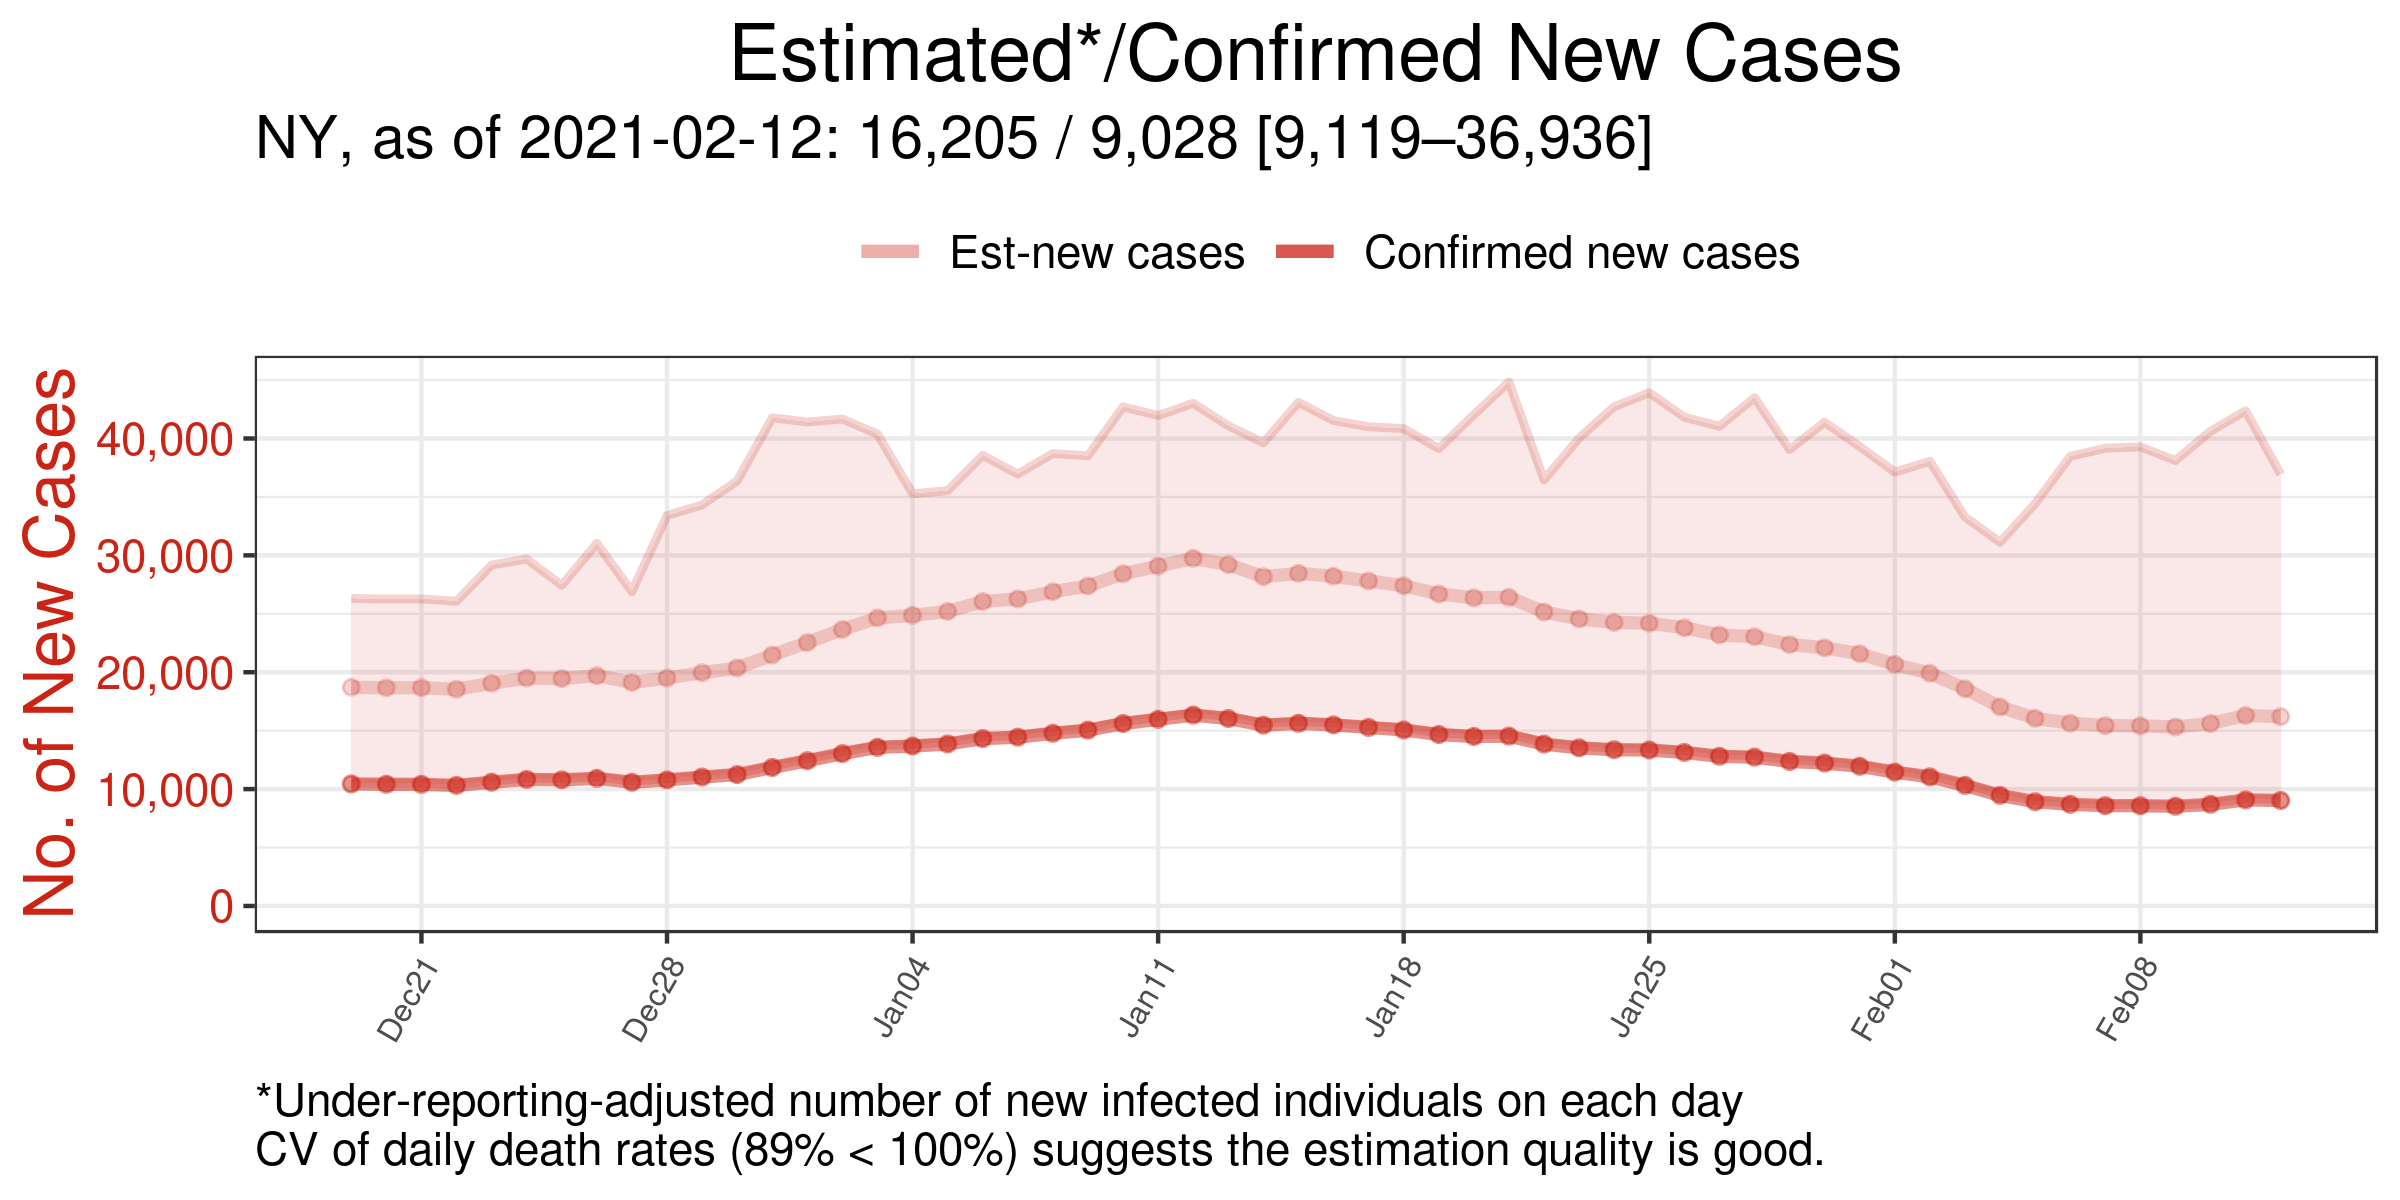 Estimated*/Confirmed New Cases
NY, as of 2021-02-12: 16,205 / 9,028 [9,119–36,936]
Est-new cases
Confirmed new cases
No. of New Cases
40,000
30,000
20,000
10,000
0
Dec21
Dec28
Jan04
Jan11
Jan18
Jan25
Feb01
Feb08
*Under-reporting-adjusted number of new infected individuals on each day
CV of daily death rates (89% < 100%) suggests the estimation quality is good.